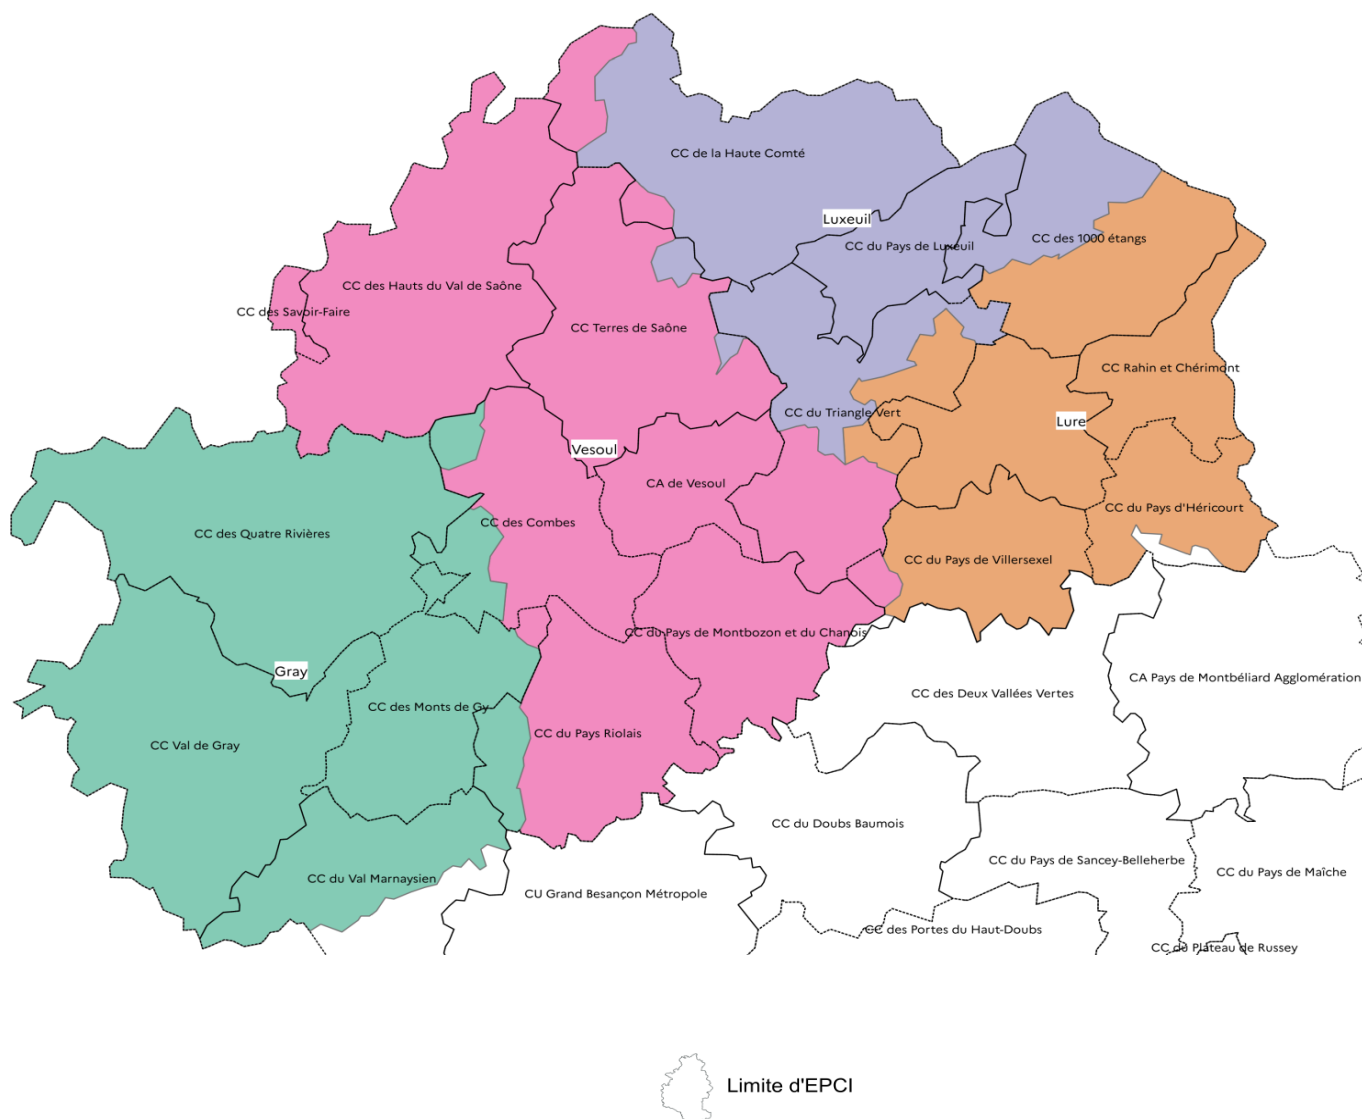 CC de la Haute Comté
Luxeuil
CC du Pays de Luxeuil
CC des 1000 étangs
CC des Hauts du Val de Saône
CC des Savoir-Faire
CC Terres de Saône
CC Rahin et Chérimont
CC du Triangle Vert
Lure
Vesoul
CA de Vesoul
CC du Pays d'Héricourt
CC des Combes
CC des Quatre Rivières
CC du Pays de Villersexel
CC du Pays de Montbozon et du Chanois
Gray
CA Pays de Montbéliard Agglomération
CC des Deux Vallées Vertes
CC des Monts de Gy
CC du Pays Riolais
CC Val de Gray
CC du Doubs Baumois
CC du Pays de Sancey-Belleherbe
CC du Pays de Maîche
CC du Val Marnaysien
CU Grand Besançon Métropole
CC des Portes du Haut-Doubs
CC du Plateau de Russey
Limite d'EPCI